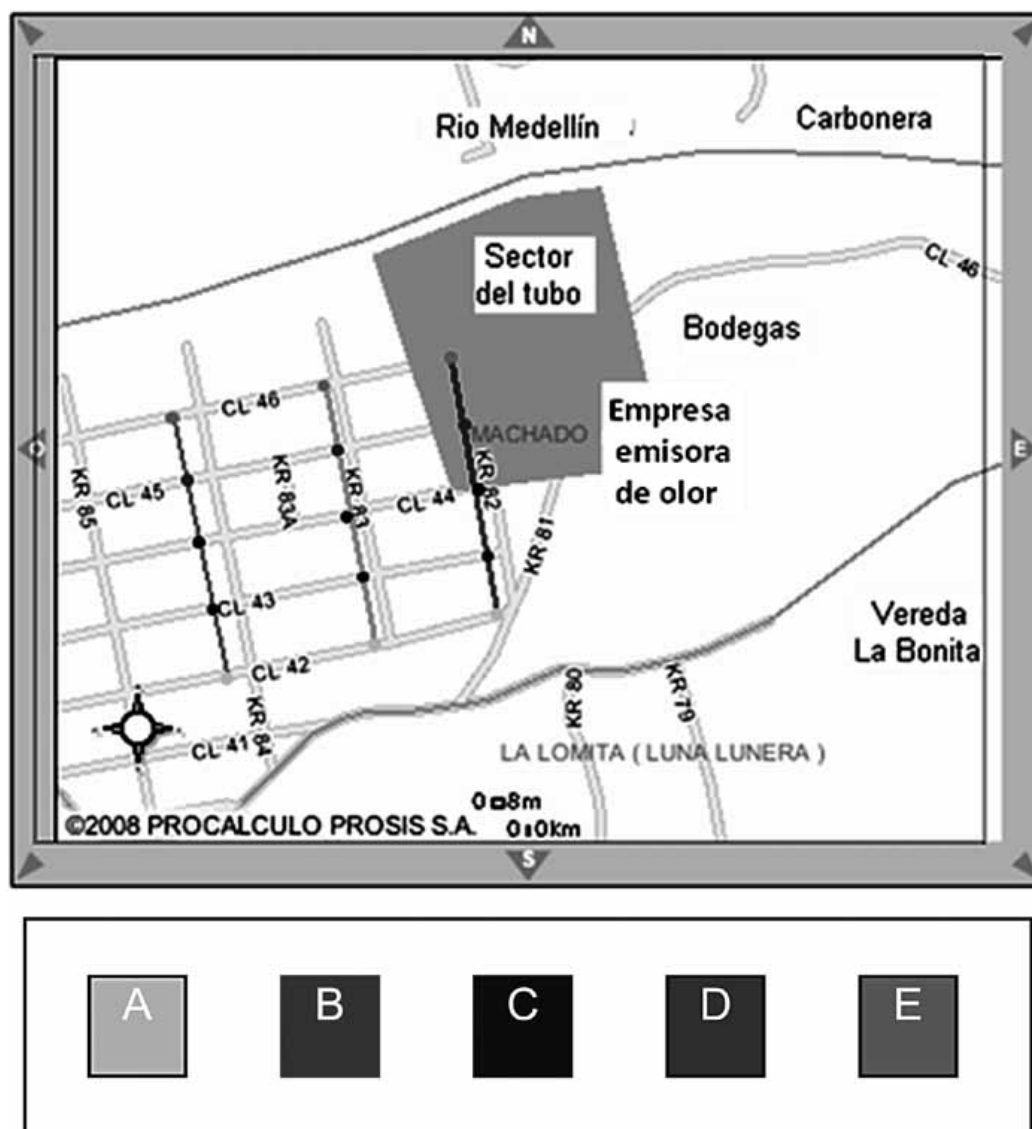 N
Rio Medellín
Carbonera
Sector
del tubo
CL 46
Bodegas
CL 46
Empresa
emisora
de olor
MACHADO
O
E
KR 85
CL 45
KR 83A
KR 83
CL 44
KR 82
KR 81
CL 43
Vereda
La Bonita
CL 42
KR 84
KR 80
KR 79
CL 41
LA LOMITA ( LUNA LUNERA )
0 8m
©2008 PROCALCULO PROSIS S.A.
0 0km
S
A B C D E